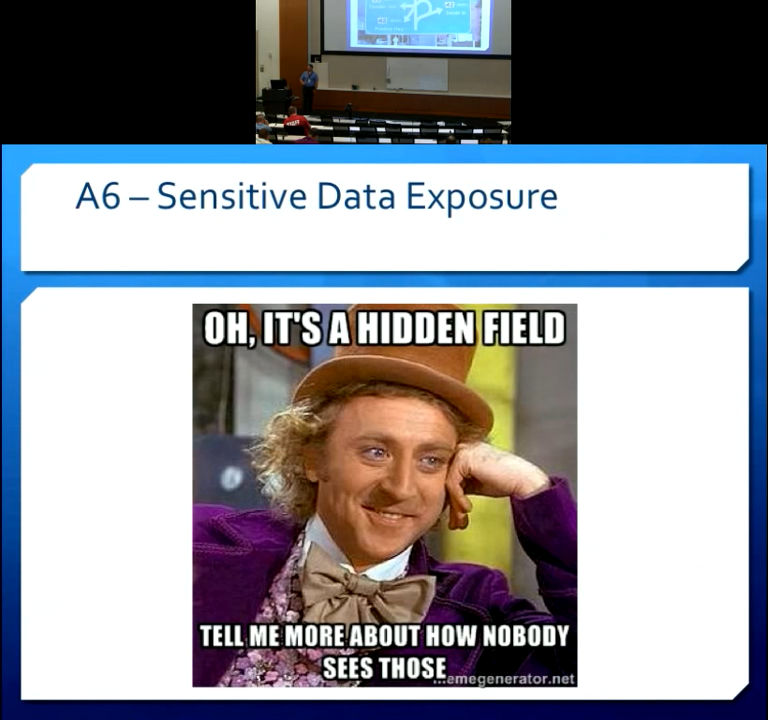 A6 – Sensitive Data Exposure
OH, IT'S A HIDDEN FIELD
TELL ME MORE ABOUT HOW NOBODY
SEES THOSE
...emegenerator.net